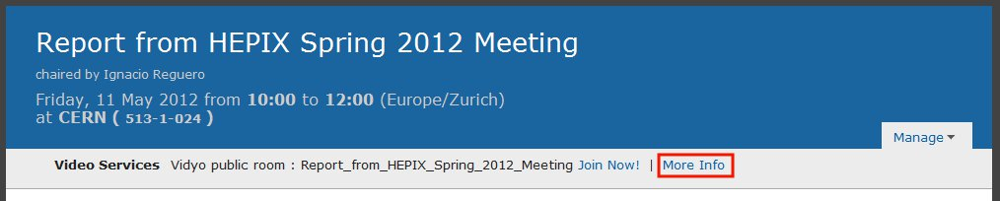 Report from HEPIX Spring 2012 Meeting
chaired by Ignacio Reguero
Friday, 11 May 2012 from 10:00 to 12:00 (Europe/Zurich)
at CERN ( 513-1-024 )
Manage
Video Services Vidyo public room : Report_from_HEPIX_Spring_2012_Meeting Join Now! | More Info